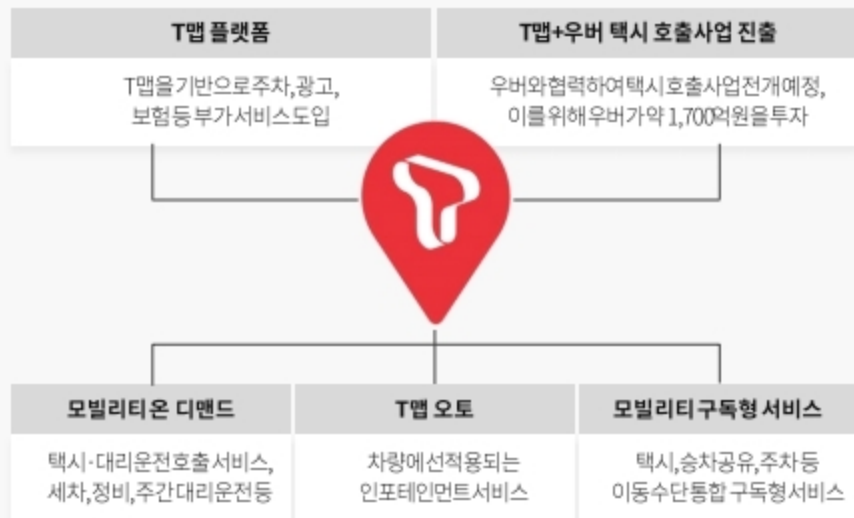 T맵 플랫폼
T맵을 기반으로 주차, 광고,
보험 등 부가서비스 도입
T맵+우버 택시 호출사업 진출
우버와 협력하여 택시 호출사업 전개 예정,
이를 위해 우버가 약 1,700억원을 투자
모빌리티 온 디맨드
택시·대리운전 호출 서비스,
세차, 정비, 주간 대리운전 등
T맵 오토
차량에 선적용되는
인포테인먼트 서비스
모빌리티 구독형 서비스
택시, 승차공유, 주차 등
이동수단 통합 구독형 서비스